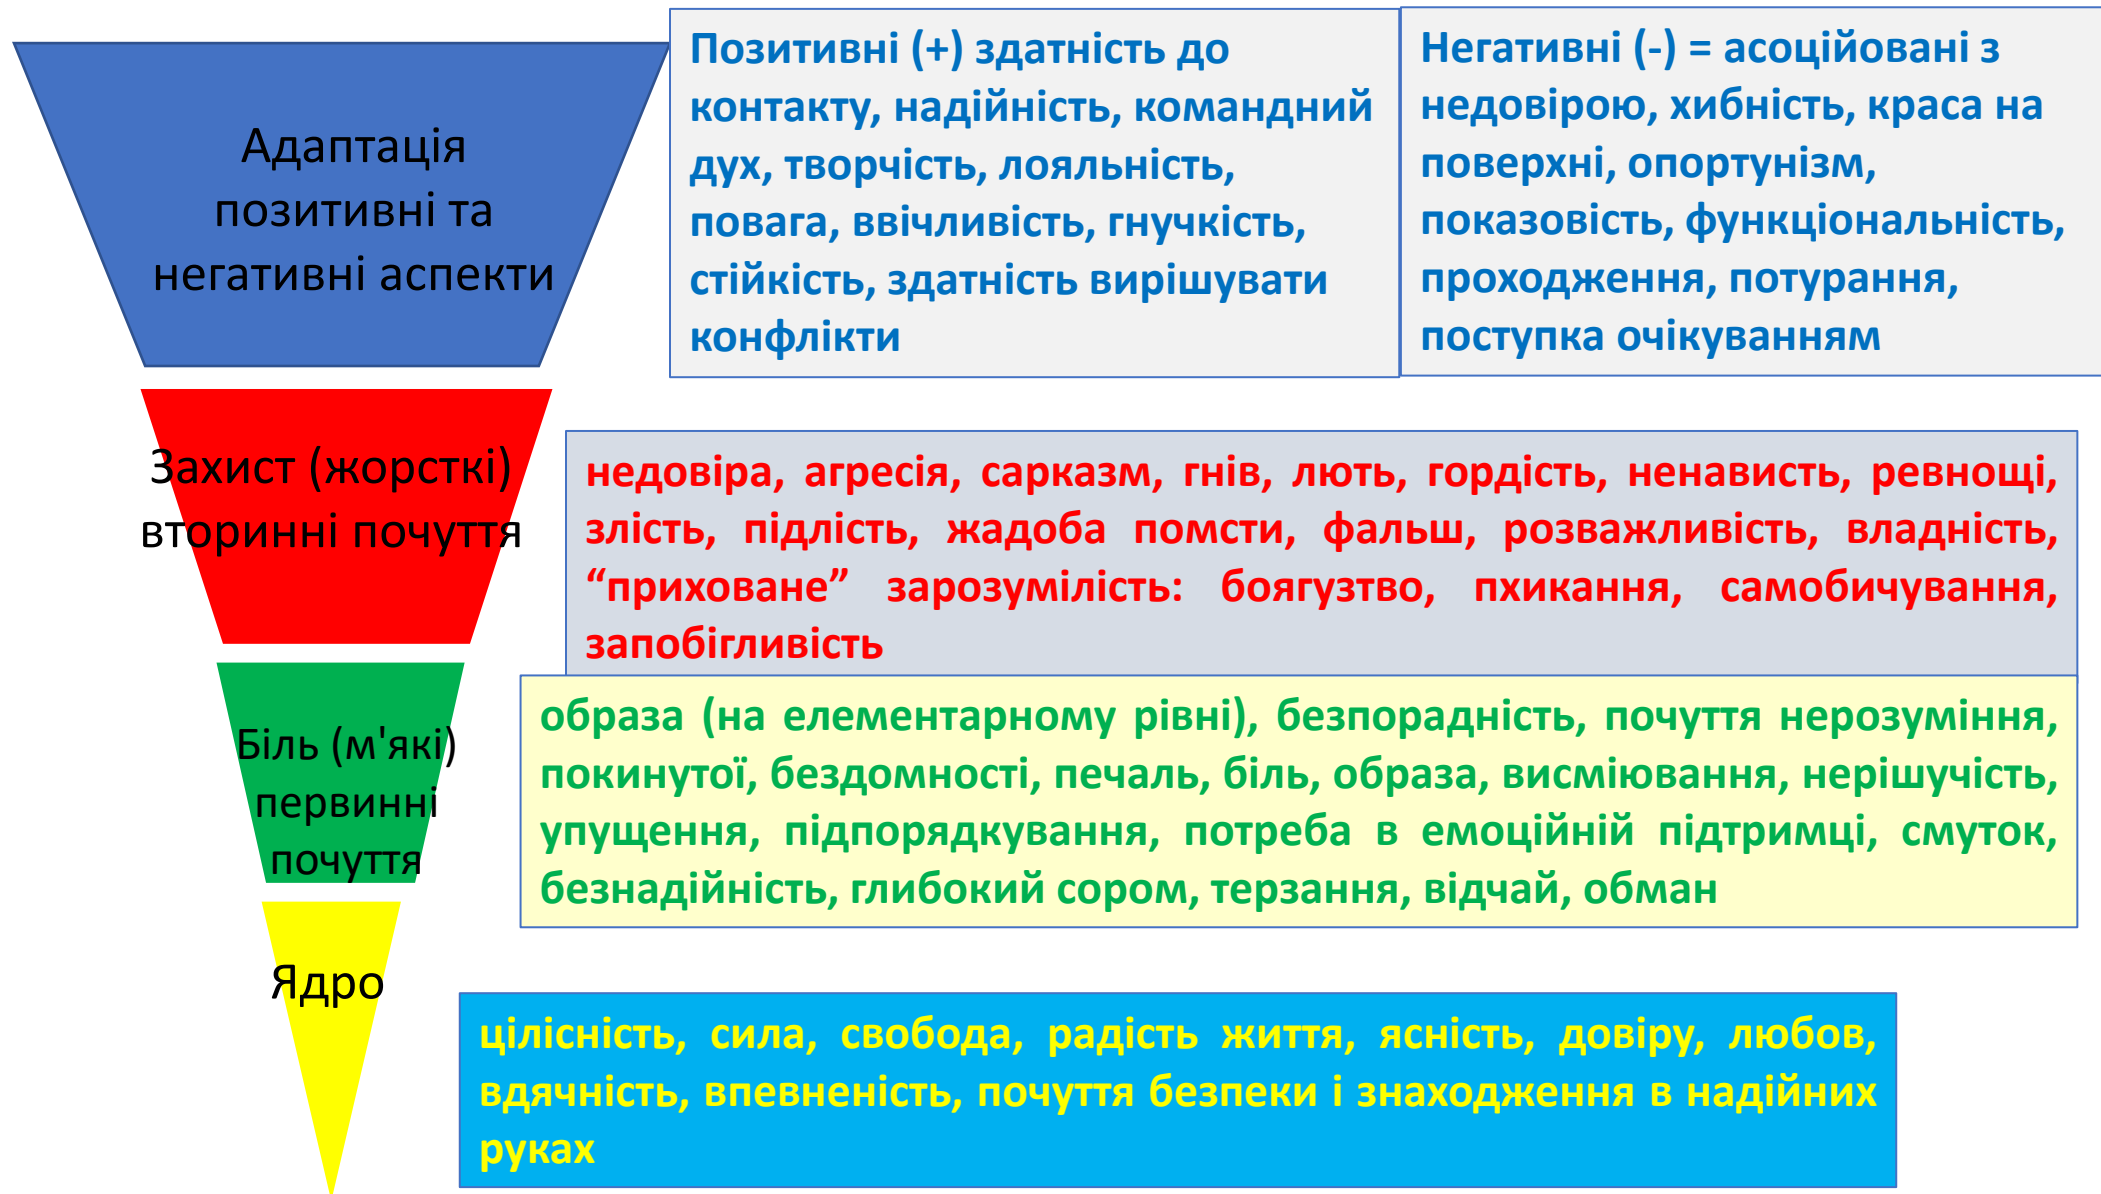 Адаптація
позитивні та
негативні аспекти
Позитивні (+) здатність до
контакту, надійність, командний
дух, творчість, лояльність,
повага, ввічливість, гнучкість,
стійкість, здатність вирішувати
конфлікти
Негативні (-) = асоційовані з
недовірою, хибність, краса на
поверхні, опортунізм,
показовість, функціональність,
проходження, потурання,
поступка очікуванням
Захист (жорсткі)
вторинні почуття
недовіра, агресія, сарказм, гнів, лють, гордість, ненависть, ревнощі,
злість, підлість, жадоба помсти, фальш, розважливість, владність,
“приховане” зарозумілість: боягузтво, пхикання, самобичування,
запобігливість
Біль (м'які)
первинні
почуття
образа (на елементарному рівні), безпорадність, почуття нерозуміння,
покинутої, бездомності, печаль, біль, образа, висміювання, нерішучість,
упущення, підпорядкування, потреба в емоційній підтримці, смуток,
безнадійність, глибокий сором, терзання, відчай, обман
Ядро
цілісність, сила, свобода, радість життя, ясність, довіру, любов,
вдячність, впевненість, почуття безпеки і знаходження в надійних
руках